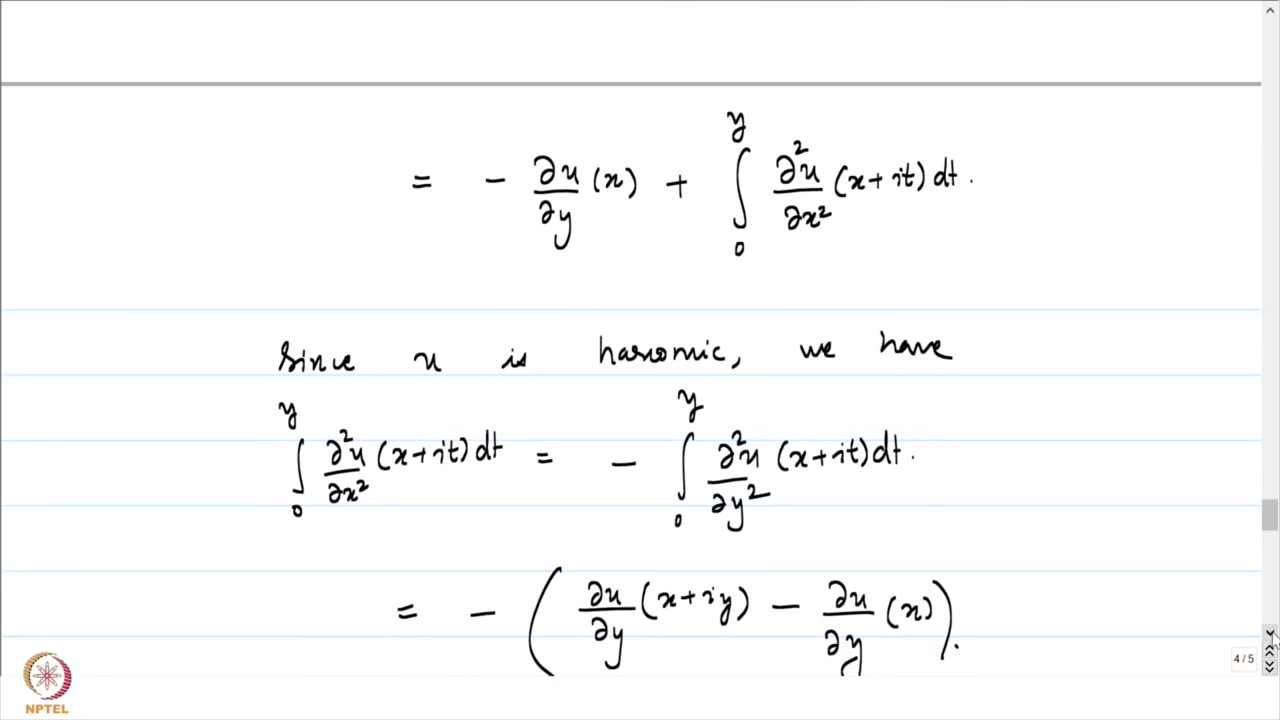 = - ∂u/∂y (x) + ∫₀^y ∂²u/∂x² (x+it) dt.
Since u is harmonic, we have
∫₀^y ∂²u/∂x² (x+it) dt = - ∫₀^y ∂²u/∂y² (x+it) dt.
= - ( ∂u/∂y (x+iy) - ∂u/∂y (x) ).
4 / 5
NPTEL